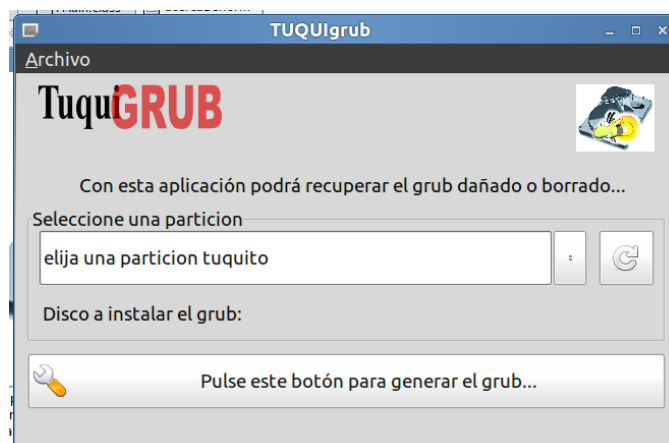 TUQUIgrub
Archivo
TuquiGRUB
Con esta aplicación podrá recuperar el grub dañado o borrado...
Seleccione una particion
elija una particion tuquito
Disco a instalar el grub:
Pulse este botón para generar el grub...